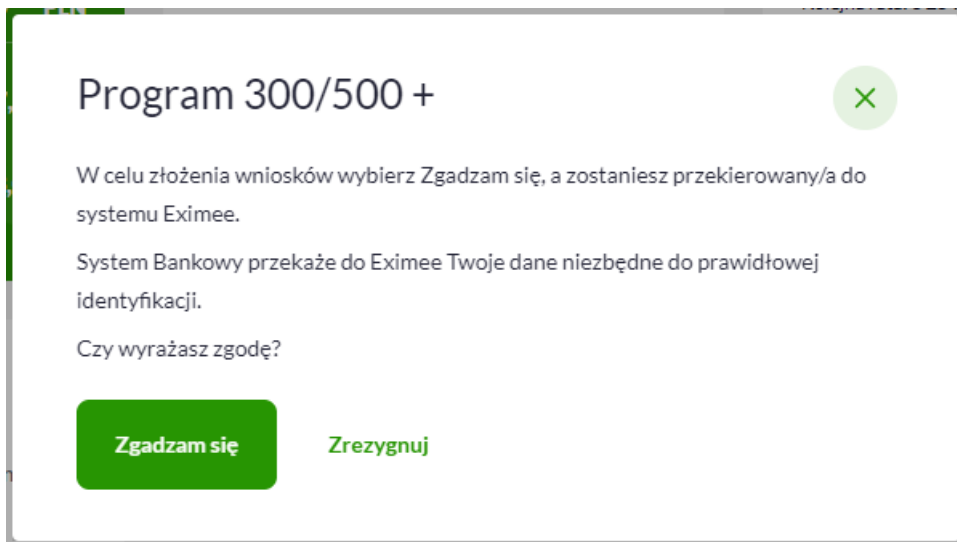 Program 300/500 +
W celu złożenia wniosków wybierz Zgadzam się, a zostaniesz przekierowany/a do
systemu Eximee.
System Bankowy przekaże do Eximee Twoje dane niezbędne do prawidłowej
identyfikacji.
Czy wyrażasz zgodę?
Zgadzam się
Zrezygnuj